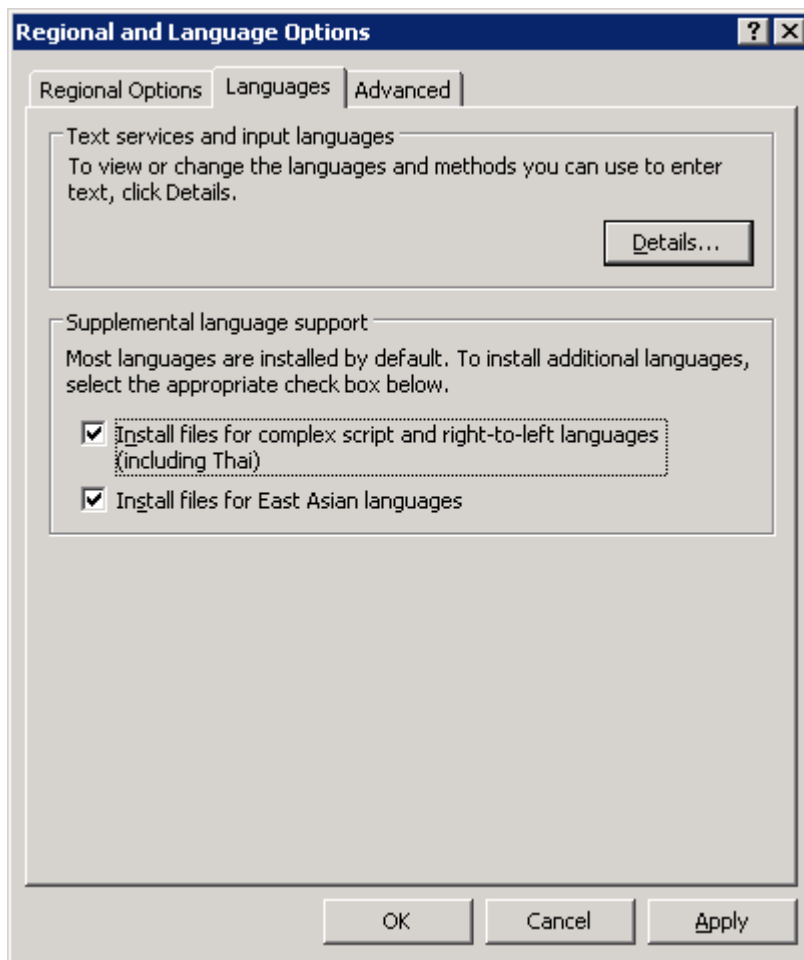 Regional and Language Options
Regional Options Languages Advanced
Text services and input languages
To view or change the languages and methods you can use to enter
text, click Details.
Details...
Supplemental language support
Most languages are installed by default. To install additional languages,
select the appropriate check box below.
Install files for complex script and right-to-left languages
(including Thai)
Install files for East Asian languages
OK Cancel Apply